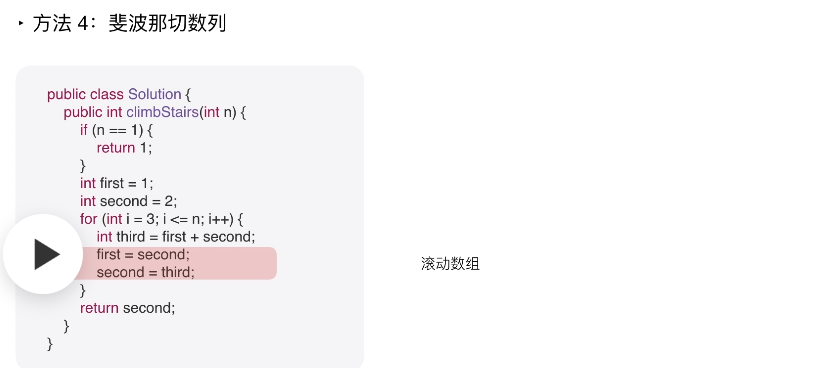 ‣ 方法 4：斐波那切数列
public class Solution {
public int climbStairs(int n) {
if (n == 1) {
return 1;
}
int first = 1;
int second = 2;
for (int i = 3; i <= n; i++) {
int third = first + second;
first = second;
second = third;
}
return second;
}
}
滚动数组